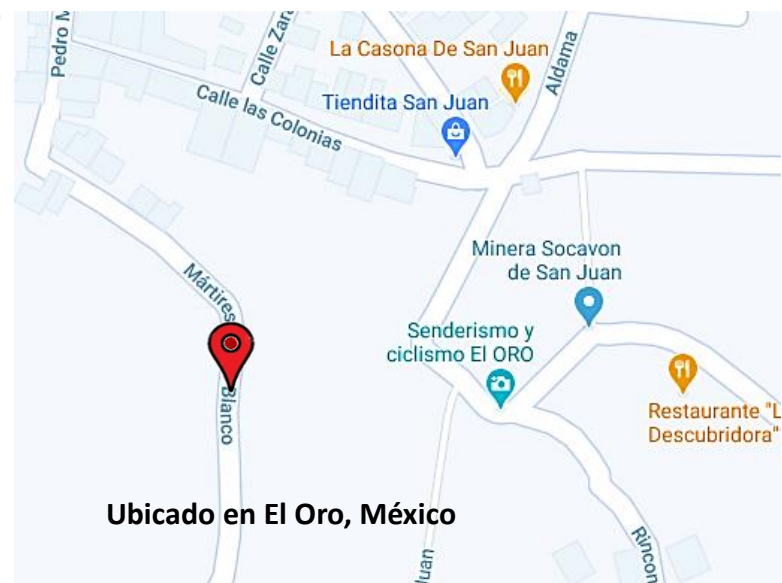 Pedro M
Calle Zara
La Casona De San Juan
Aldama
Tiendita San Juan
Calle las Colonias
Minera Socavon
de San Juan
Mártires
Blanco
Senderismo y
ciclismo El ORO
Restaurante "L
Descubridora"
Ubicado en El Oro, México
Juan
Rincon